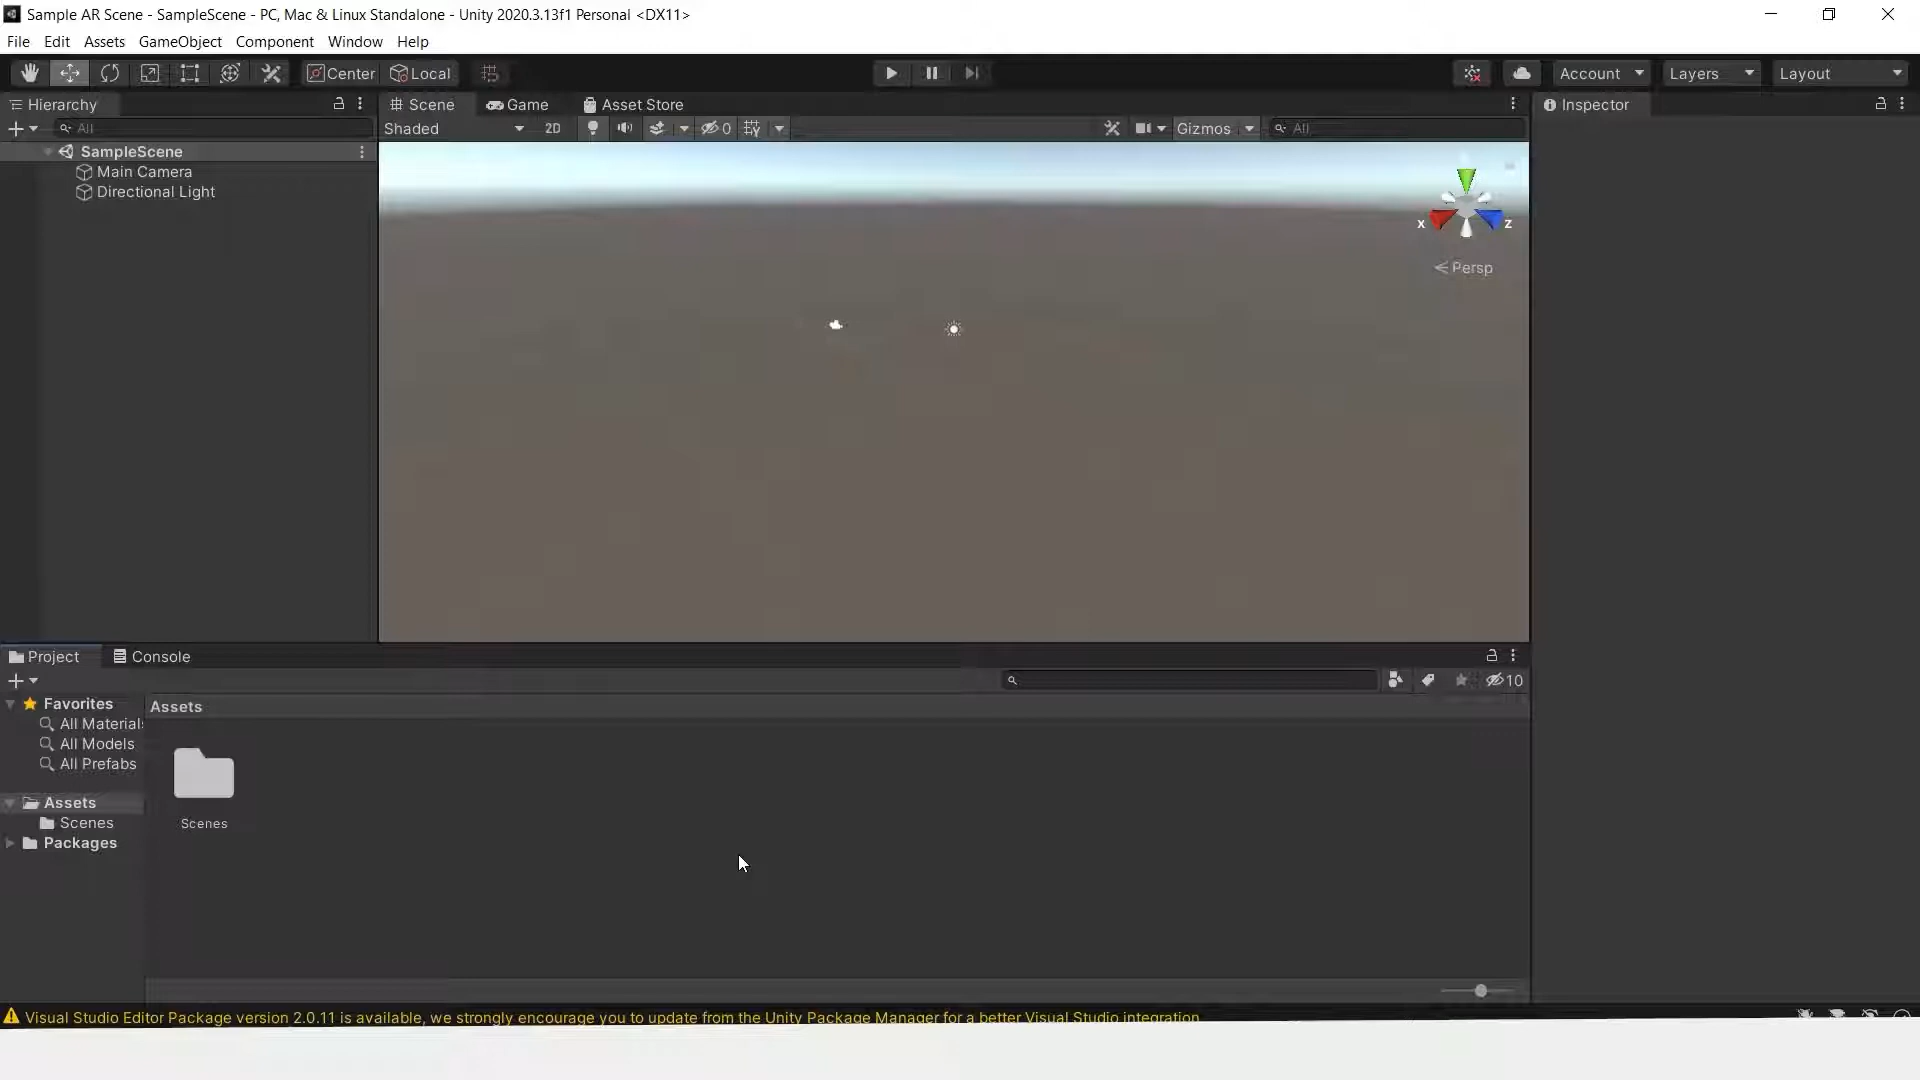 Sample AR Scene - SampleScene - PC, Mac & Linux Standalone - Unity 2020.3.13f1 Personal <DX11>
File Edit Assets GameObject Component Window Help
Center Local Account Layers Layout
Hierarchy Scene Game Asset Store Inspector
All Shaded 2D 0 Gizmos All
SampleScene
Main Camera
Directional Light
x z
Persp
Project Console
10
Favorites
Assets
All Materials
All Models
All Prefabs
Assets
Scenes
Scenes
Packages
Visual Studio Editor Package version 2.0.11 is available, we strongly encourage you to update from the Unity Package Manager for a better Visual Studio integration